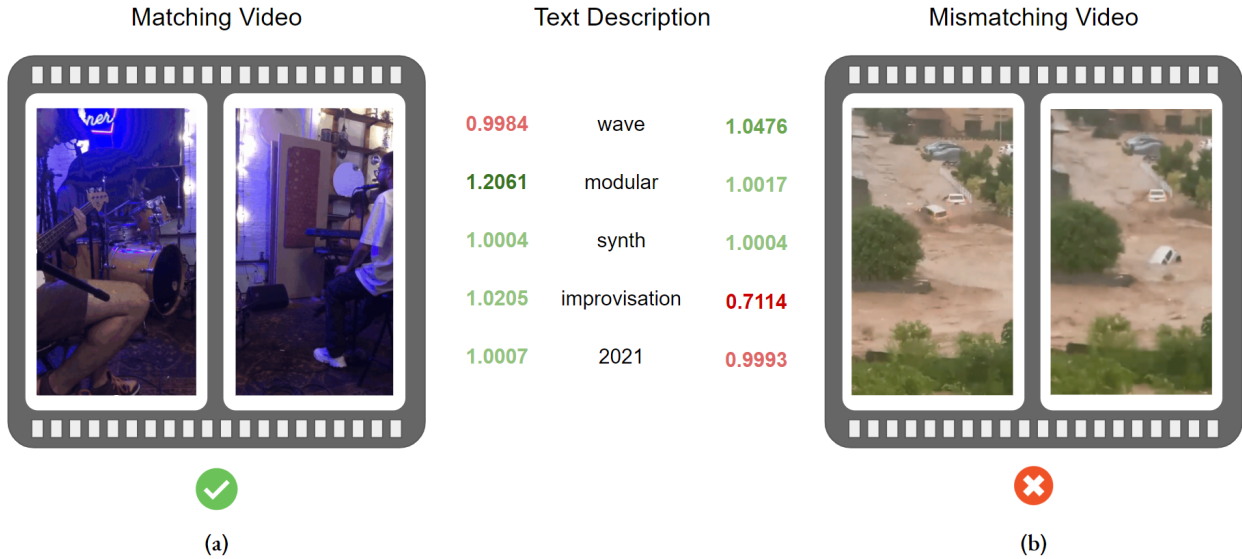 Matching Video Text Description Mismatching Video
0.9984 wave 1.0476
1.2061 modular 1.0017
1.0004 synth 1.0004
1.0205 improvisation 0.7114
1.0007 2021 0.9993
ner
(a) (b)